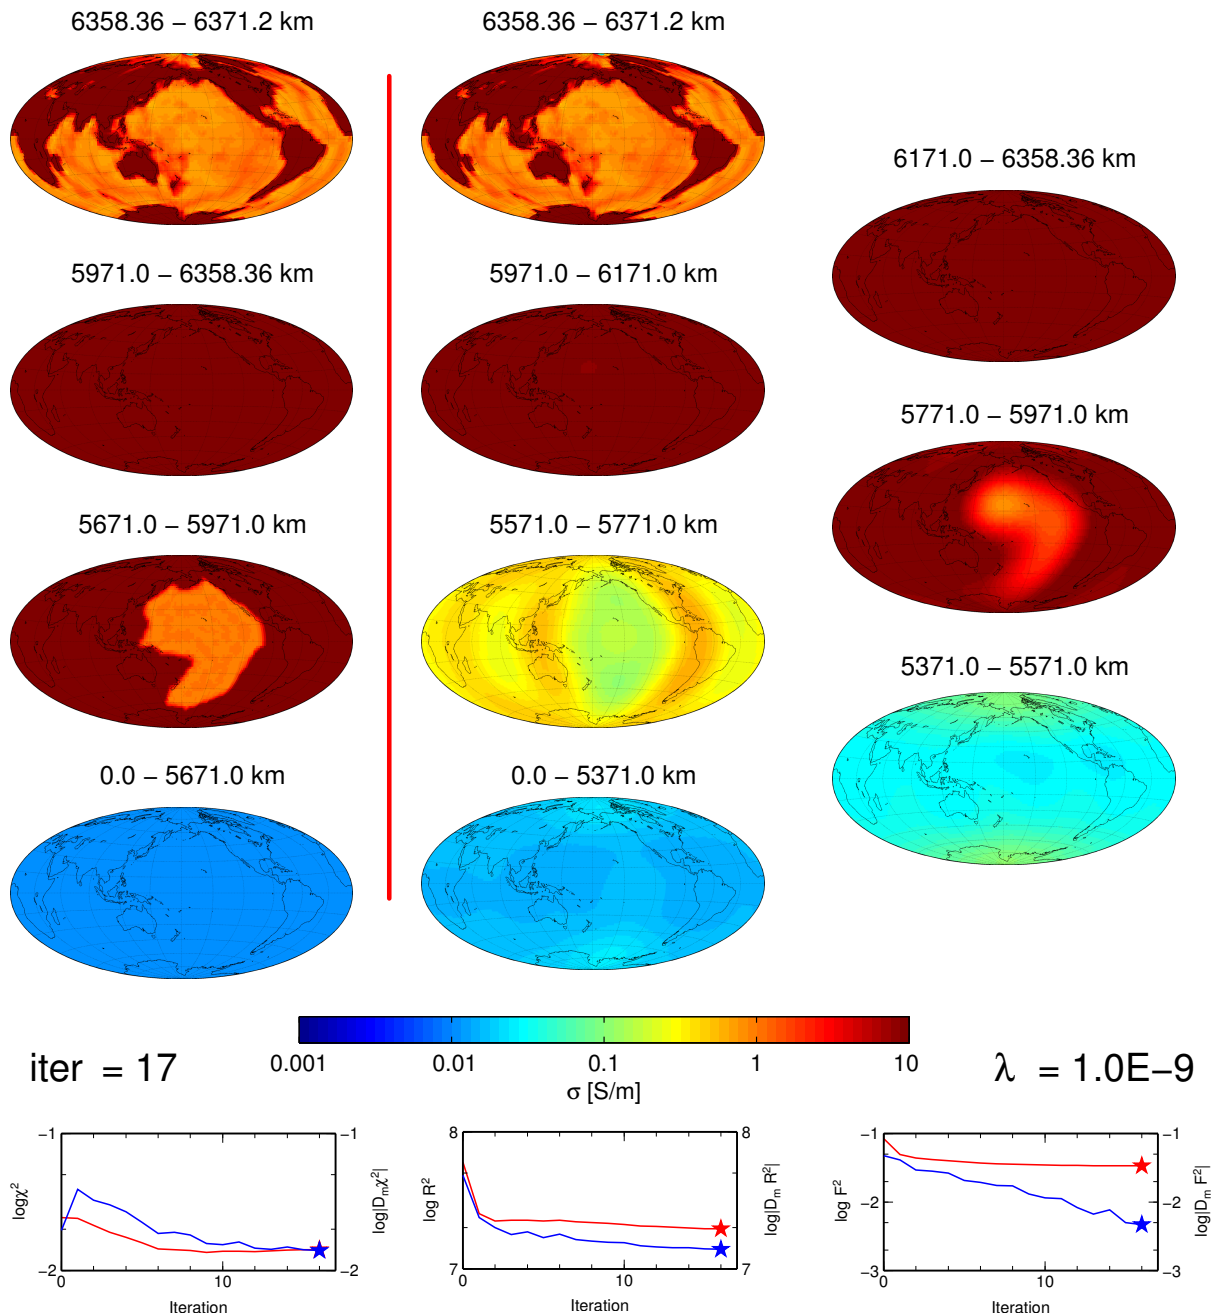 6358.36 – 6371.2 km
6358.36 – 6371.2 km
6171.0 – 6358.36 km
5971.0 – 6358.36 km
5971.0 – 6171.0 km
5771.0 – 5971.0 km
5671.0 – 5971.0 km
5571.0 – 5771.0 km
5371.0 – 5571.0 km
0.0 – 5671.0 km
0.0 – 5371.0 km
0.001 0.01 0.1 1 10
σ [S/m]
iter = 17
λ = 1.0E−9
−1
−2
logχ²
−1
−2
log|Dₘχ²|
0 10
Iteration
8
7
log R²
8
7
log|Dₘ R²|
0 10
Iteration
−1
−2
−3
log F²
−1
−2
−3
log|Dₘ F²|
0 10
Iteration